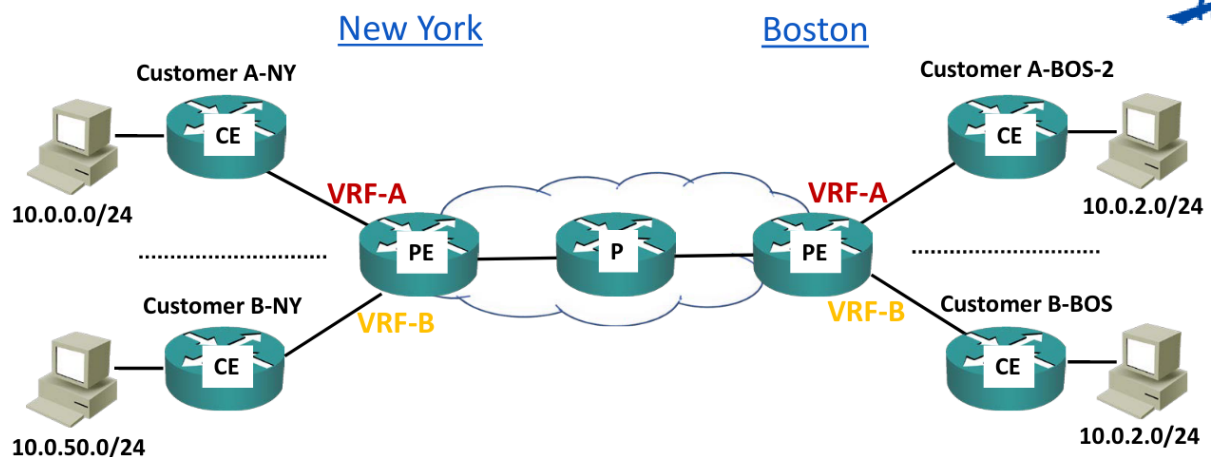 New York
Boston
Customer A-NY
Customer A-BOS-2
CE
CE
VRF-A
VRF-A
10.0.0.0/24
10.0.2.0/24
PE
P
PE
Customer B-NY
Customer B-BOS
VRF-B
VRF-B
CE
CE
10.0.50.0/24
10.0.2.0/24